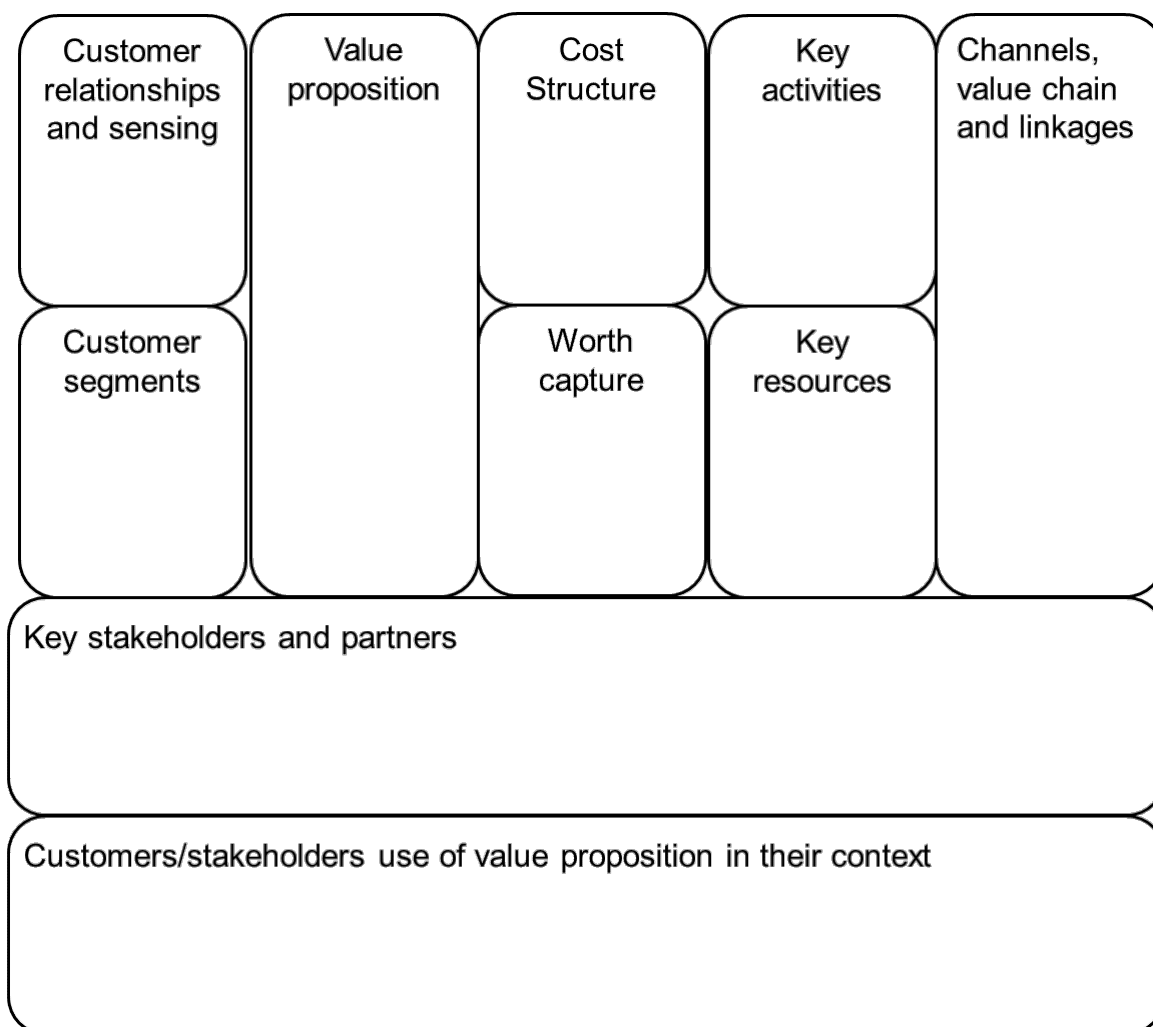 Customer
relationships
and sensing
Value
proposition
Cost
Structure
Key
activities
Channels,
value chain
and linkages
Customer
segments
Worth
capture
Key
resources
Key stakeholders and partners
Customers/stakeholders use of value proposition in their context